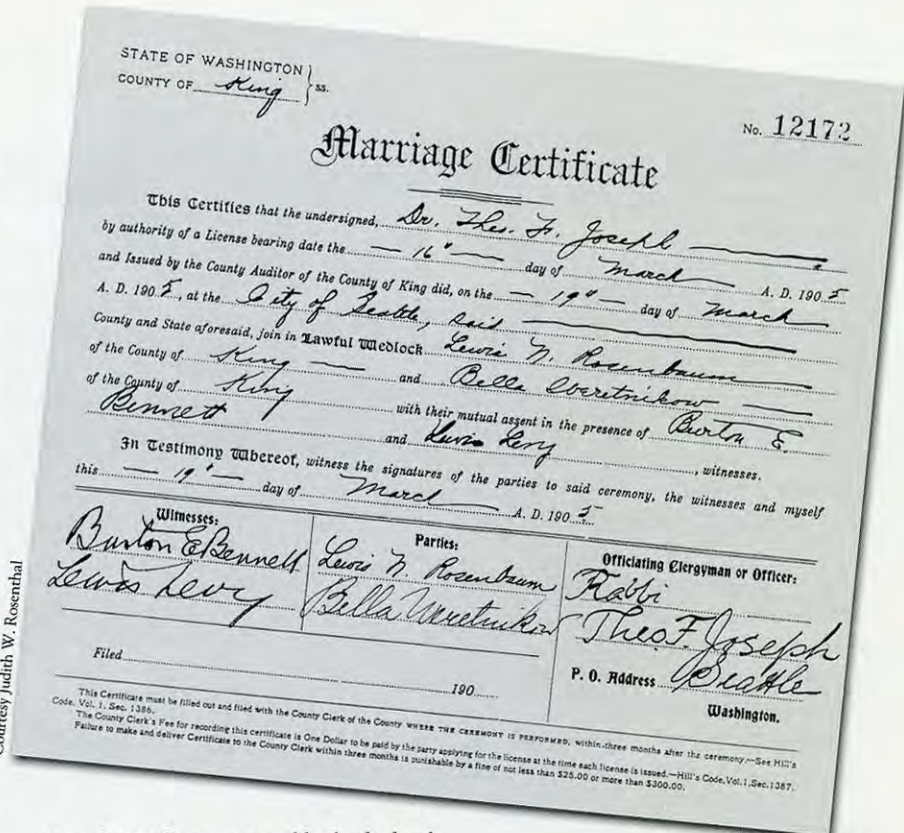 STATE OF WASHINGTON } ss.
COUNTY OF King
No. 12172
Marriage Certificate
This Certifies that the undersigned, Dr. Theo. F. Joseph
by authority of a License bearing date the — 16" — day of March A. D. 1905
and Issued by the County Auditor of the County of King did, on the — 19" — day of March
A. D. 1905, at the City of Seattle, said
County and State aforesaid, join in Lawful Wedlock Lewis N. Rosenbaum
of the County of King and Bella
of the County of King with their mutual assent in the presence of Burton E.
Bennett and Lewis Levy, witnesses.
In Testimony Whereof, witness the signatures of the parties to said ceremony, the witnesses and myself
this — 19" — day of March A. D. 1905
Witnesses:
Burton E Bennett
Lewis Levy
Parties:
Lewis N Rosenbaum
Bella
Officiating Clergyman or Officer:
Rabbi
Theo. F. Joseph
P. O. Address Seattle
Washington.
Filed 190
This Certificate must be filled out and filed with the County Clerk of the County WHERE THE CEREMONY IS PERFORMED, within three months after the ceremony.—See Hill's
Code, Vol. 1, Sec. 1386.
The County Clerk's Fee for recording this certificate is One Dollar to be paid by the party applying for the license at the time each license is issued.—Hill's Code, Vol. 1, Sec. 1387.
Failure to make and deliver Certificate to the County Clerk within three months is punishable by a fine of not less than $25.00 or more than $300.00.
Courtesy Judith W. Rosenthal